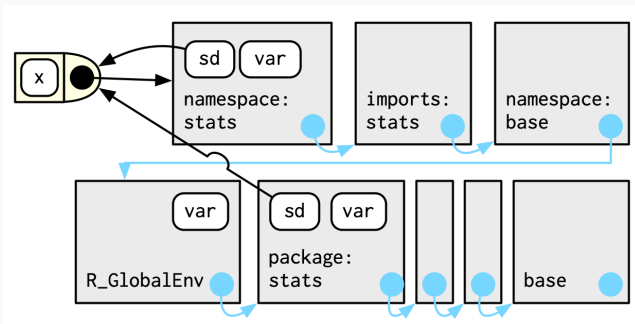 x
sd
var
namespace:
stats
imports:
stats
namespace:
base
var
R_GlobalEnv
sd
var
package:
stats
base